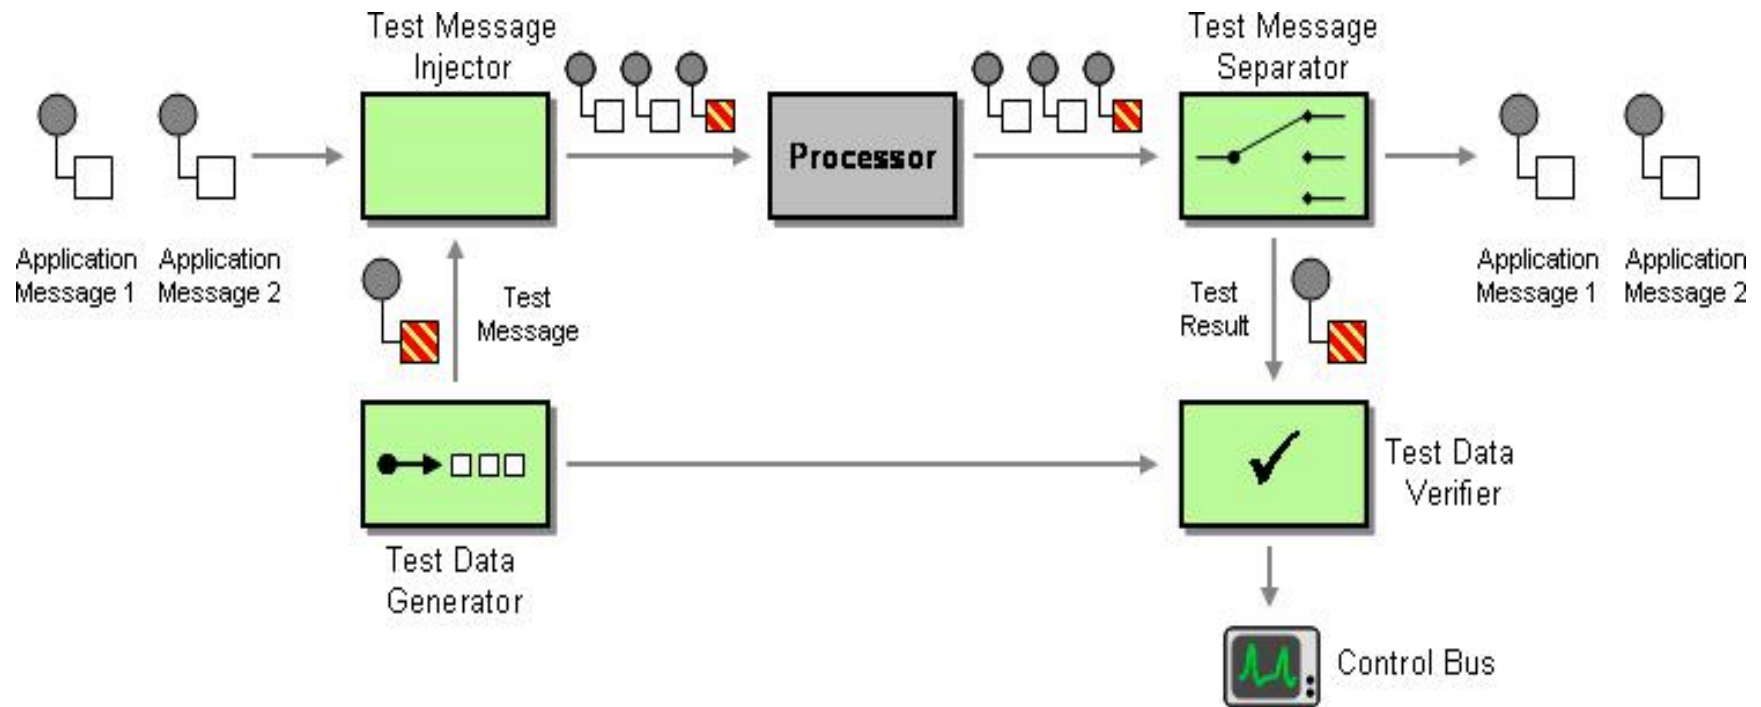 Test Message
Injector
Test Message
Separator
Processor
Application
Message 1
Application
Message 2
Test
Message
Test
Result
Application
Message 1
Application
Message 2
Test Data
Generator
Test Data
Verifier
Control Bus